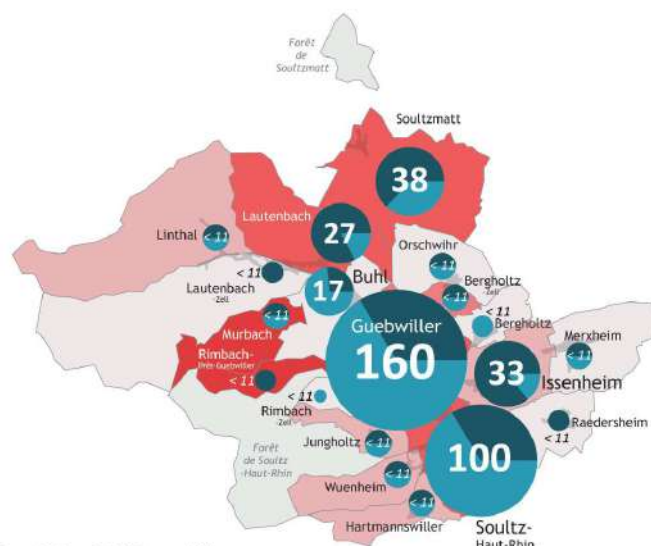 Forêt
de
Soultzmatt
Soultzmatt
38
Lautenbach
27
Linthal
< 11
Orschwihr
< 11
< 11
Lautenbach
-Zell
17
Buhl
Bergholtz
-Zell
< 11
< 11
Bergholtz
Murbach
< 11
Guebwiller
160
Merxheim
< 11
Rimbach-
Près-Guebwiller
< 11
33
Issenheim
< 11
Rimbach
-Zell
Raedersheim
< 11
Forêt
de Soultz
-Haut-Rhin
Jungholtz
< 11
100
Wuenheim
< 11
Hartmannswiller
< 11
Soultz-
Haut-Rhin